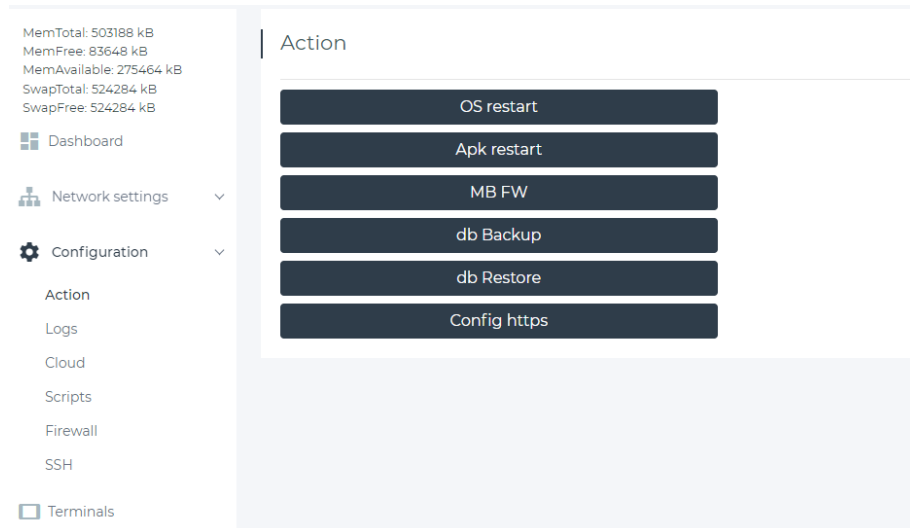 MemTotal: 503188 kB
MemFree: 83648 kB
MemAvailable: 275464 kB
SwapTotal: 524284 kB
SwapFree: 524284 kB
Dashboard
Network settings
Configuration
Action
Logs
Cloud
Scripts
Firewall
SSH
Terminals
Action
OS restart
Apk restart
MB FW
db Backup
db Restore
Config https